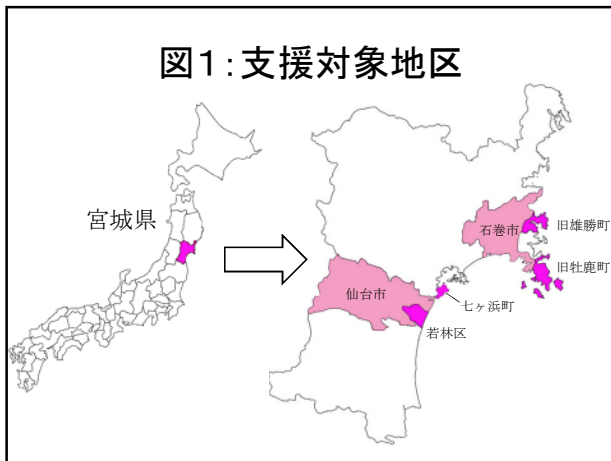 図1:支援対象地区
宮城県
石巻市
旧雄勝町
旧牡鹿町
仙台市
七ヶ浜町
若林区